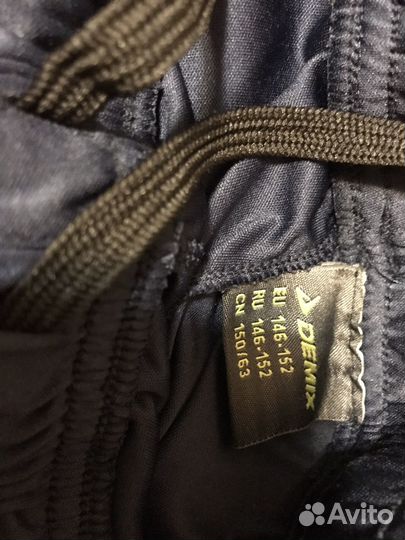 DEMIX
EU 146-152
RU 146-152
CN 150/63
Avito